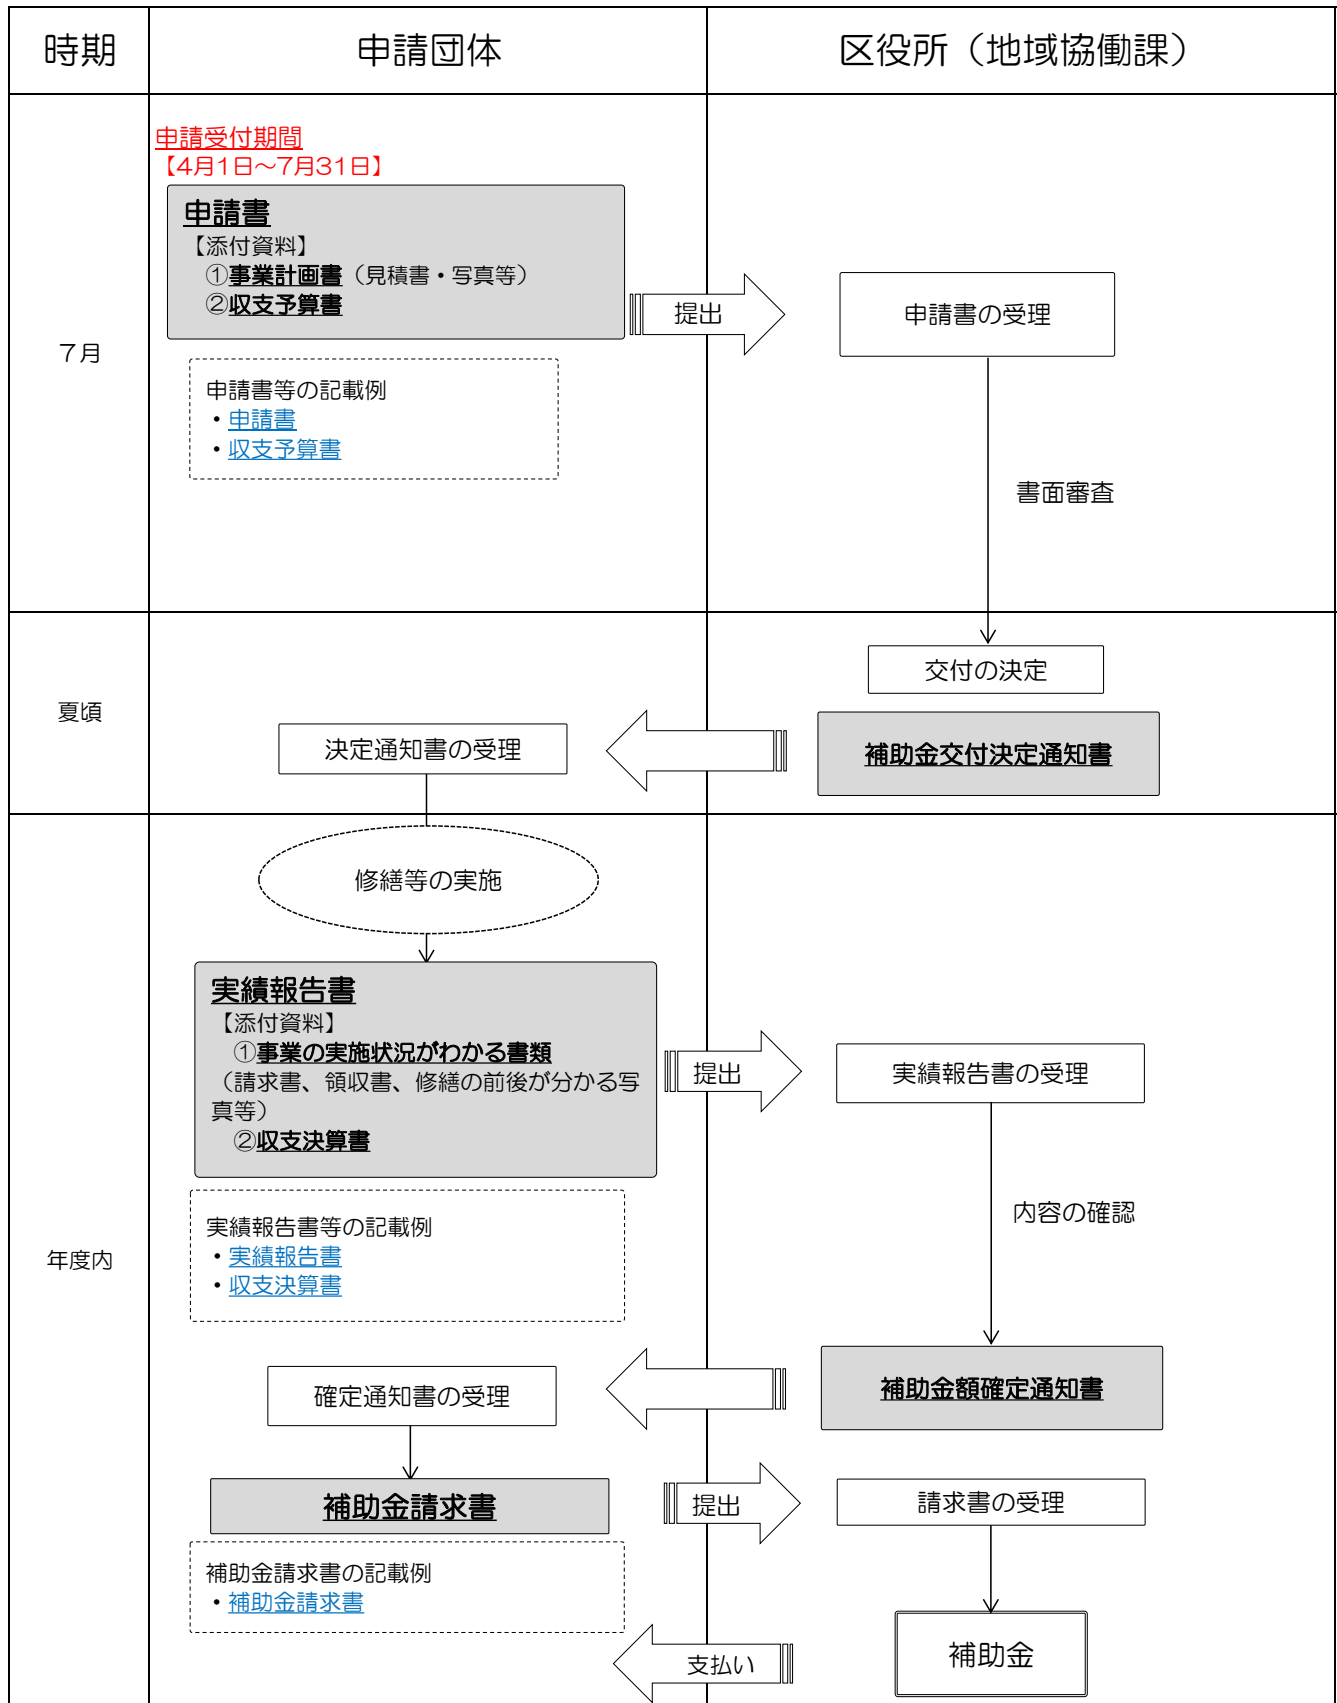 時期
申請団体
区役所（地域協働課）
申請受付期間
【4月1日～7月31日】
申請書
【添付資料】
①事業計画書（見積書・写真等）
②収支予算書
提出
申請書の受理
７月
申請書等の記載例
・申請書
・収支予算書
書面審査
交付の決定
夏頃
決定通知書の受理
補助金交付決定通知書
修繕等の実施
実績報告書
【添付資料】
①事業の実施状況がわかる書類
（請求書、領収書、修繕の前後が分かる写
真等）
②収支決算書
提出
実績報告書の受理
年度内
実績報告書等の記載例
・実績報告書
・収支決算書
内容の確認
確定通知書の受理
補助金額確定通知書
補助金請求書
提出
請求書の受理
補助金請求書の記載例
・補助金請求書
支払い
補助金